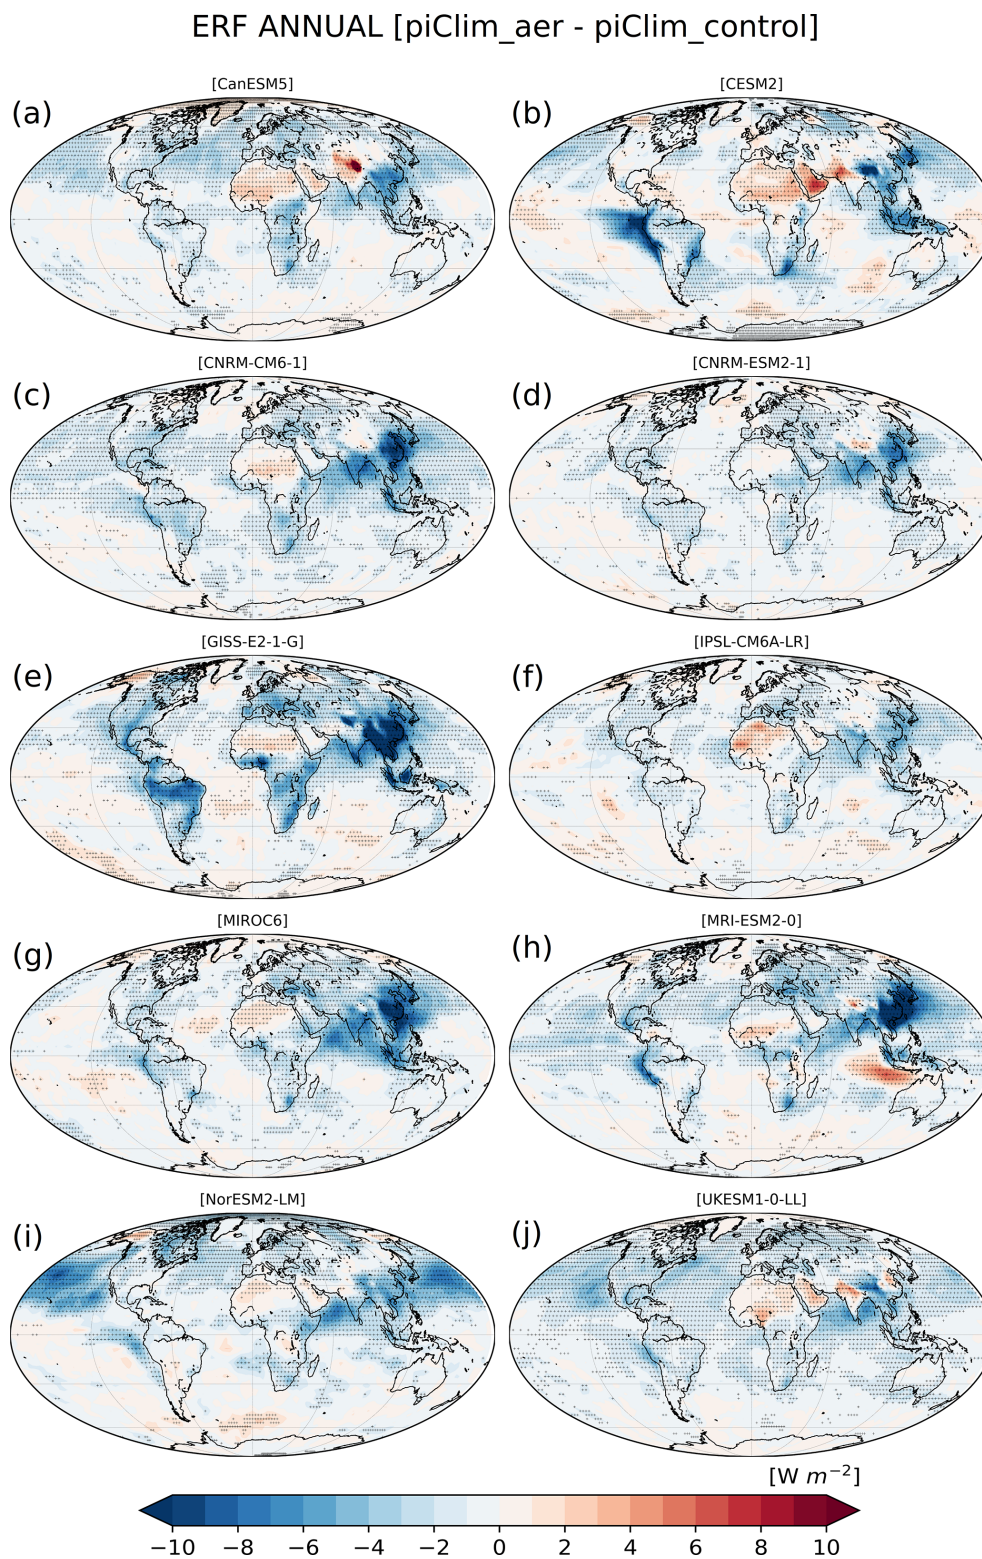 ERF ANNUAL [piClim_aer - piClim_control]
[CanESM5]
[CESM2]
(a)
(b)
[CNRM-CM6-1]
[CNRM-ESM2-1]
(c)
(d)
[GISS-E2-1-G]
[IPSL-CM6A-LR]
(e)
(f)
[MIROC6]
[MRI-ESM2-0]
(g)
(h)
[NorESM2-LM]
[UKESM1-0-LL]
(i)
(j)
[W m⁻²]
−10 −8 −6 −4 −2 0 2 4 6 8 10